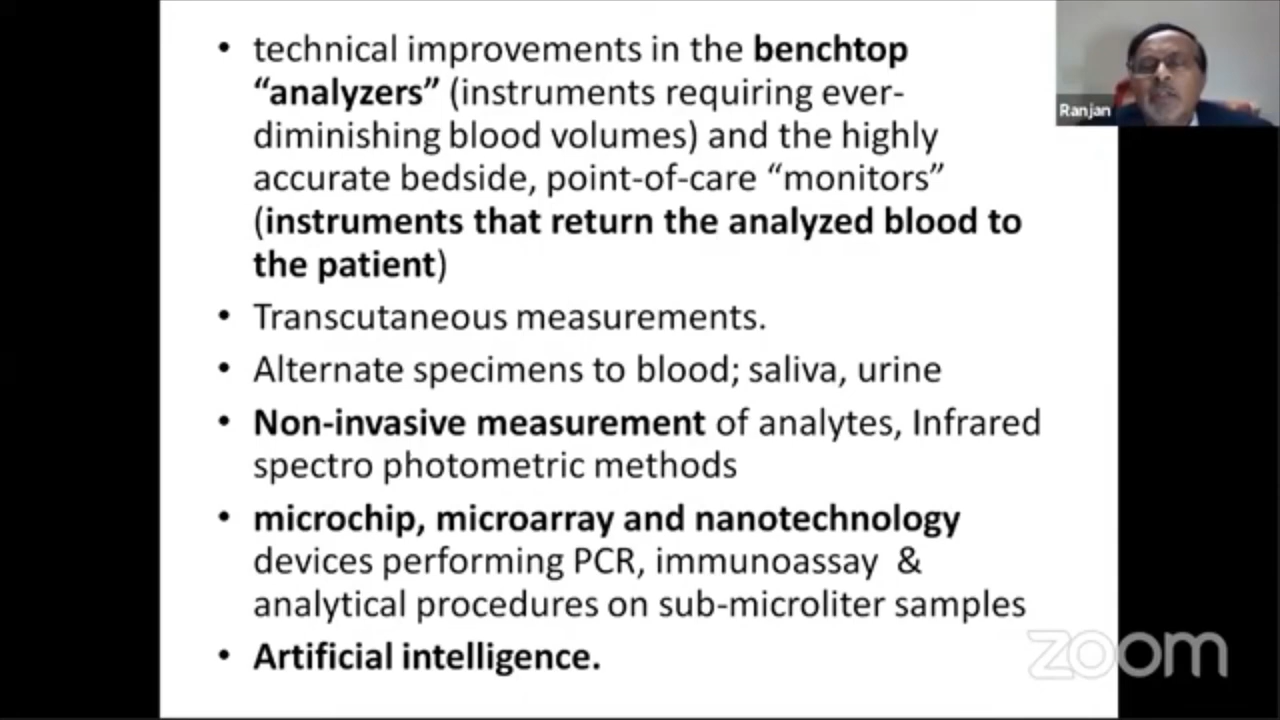 • technical improvements in the benchtop
“analyzers” (instruments requiring ever-
diminishing blood volumes) and the highly
accurate bedside, point-of-care “monitors”
(instruments that return the analyzed blood to
the patient)
• Transcutaneous measurements.
• Alternate specimens to blood; saliva, urine
• Non-invasive measurement of analytes, Infrared
spectro photometric methods
• microchip, microarray and nanotechnology
devices performing PCR, immunoassay  &
analytical procedures on sub-microliter samples
• Artificial intelligence.
Ranjan
zoom